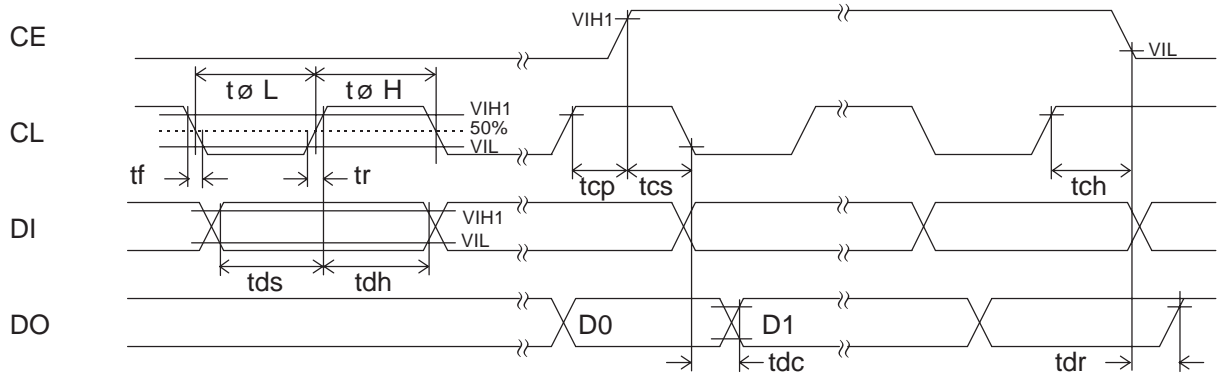 CE
VIH1
VIL
tø L
tø H
CL
VIH1
50%
VIL
tf
tr
tcp
tcs
tch
DI
VIH1
VIL
tds
tdh
DO
D0
D1
tdc
tdr